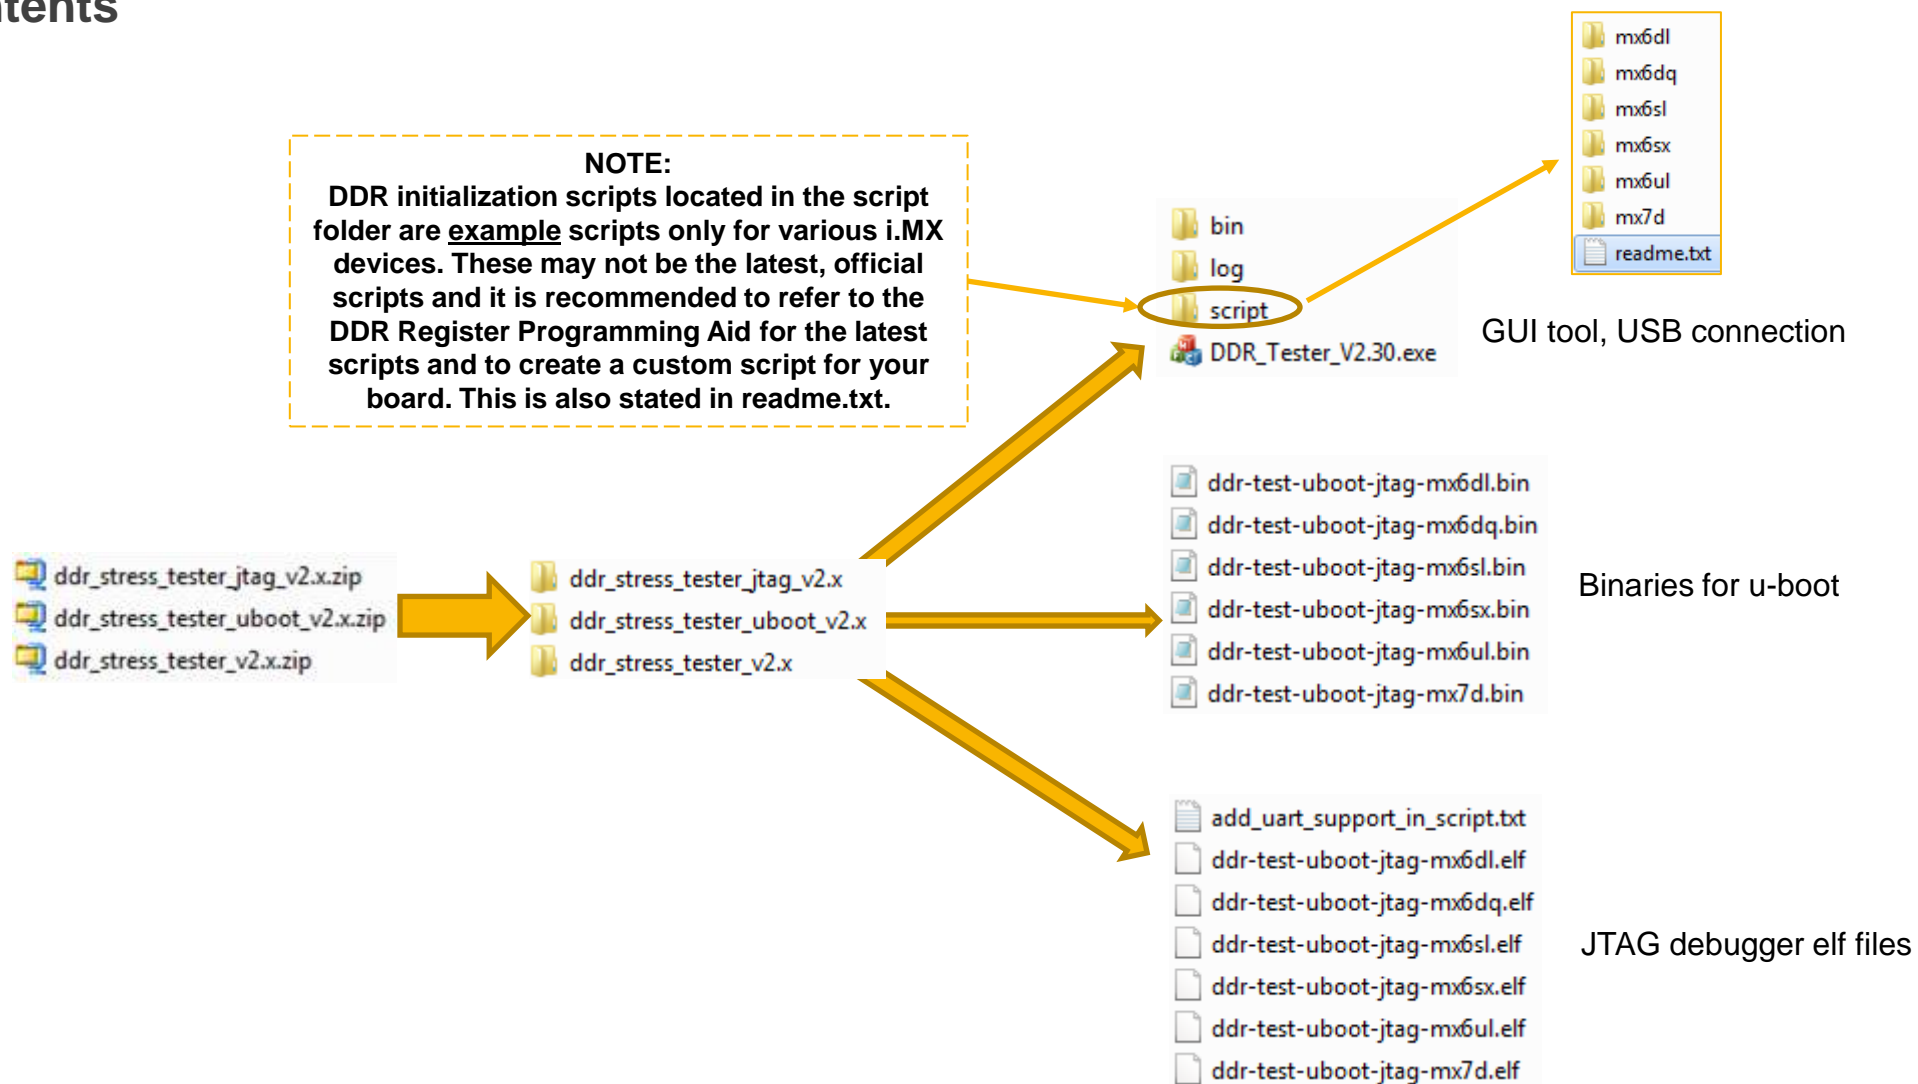 ntents
NOTE:
DDR initialization scripts located in the script
folder are example scripts only for various i.MX
devices. These may not be the latest, official
scripts and it is recommended to refer to the
DDR Register Programming Aid for the latest
scripts and to create a custom script for your
board. This is also stated in readme.txt.
mx6dl
mx6dq
mx6sl
mx6sx
mx6ul
mx7d
readme.txt
bin
log
script
DDR_Tester_V2.30.exe
GUI tool, USB connection
ddr_stress_tester_jtag_v2.x.zip
ddr_stress_tester_uboot_v2.x.zip
ddr_stress_tester_v2.x.zip
ddr_stress_tester_jtag_v2.x
ddr_stress_tester_uboot_v2.x
ddr_stress_tester_v2.x
ddr-test-uboot-jtag-mx6dl.bin
ddr-test-uboot-jtag-mx6dq.bin
ddr-test-uboot-jtag-mx6sl.bin
ddr-test-uboot-jtag-mx6sx.bin
ddr-test-uboot-jtag-mx6ul.bin
ddr-test-uboot-jtag-mx7d.bin
Binaries for u-boot
add_uart_support_in_script.txt
ddr-test-uboot-jtag-mx6dl.elf
ddr-test-uboot-jtag-mx6dq.elf
ddr-test-uboot-jtag-mx6sl.elf
ddr-test-uboot-jtag-mx6sx.elf
ddr-test-uboot-jtag-mx6ul.elf
ddr-test-uboot-jtag-mx7d.elf
JTAG debugger elf files